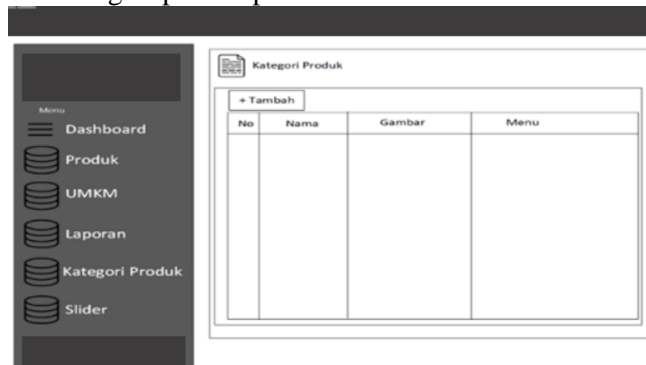 Kategori Produk
+ Tambah
No Nama Gambar Menu
Menu
Dashboard
Produk
UMKM
Laporan
Kategori Produk
Slider